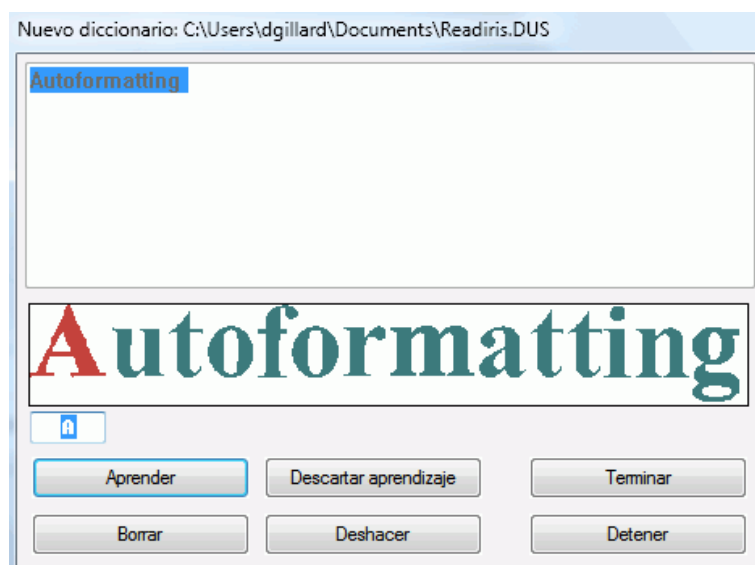 Nuevo diccionario: C:\Users\dgillard\Documents\Readiris.DUS
Autoformatting
Autoformatting
A
Aprender Descartar aprendizaje Terminar
Borrar Deshacer Detener